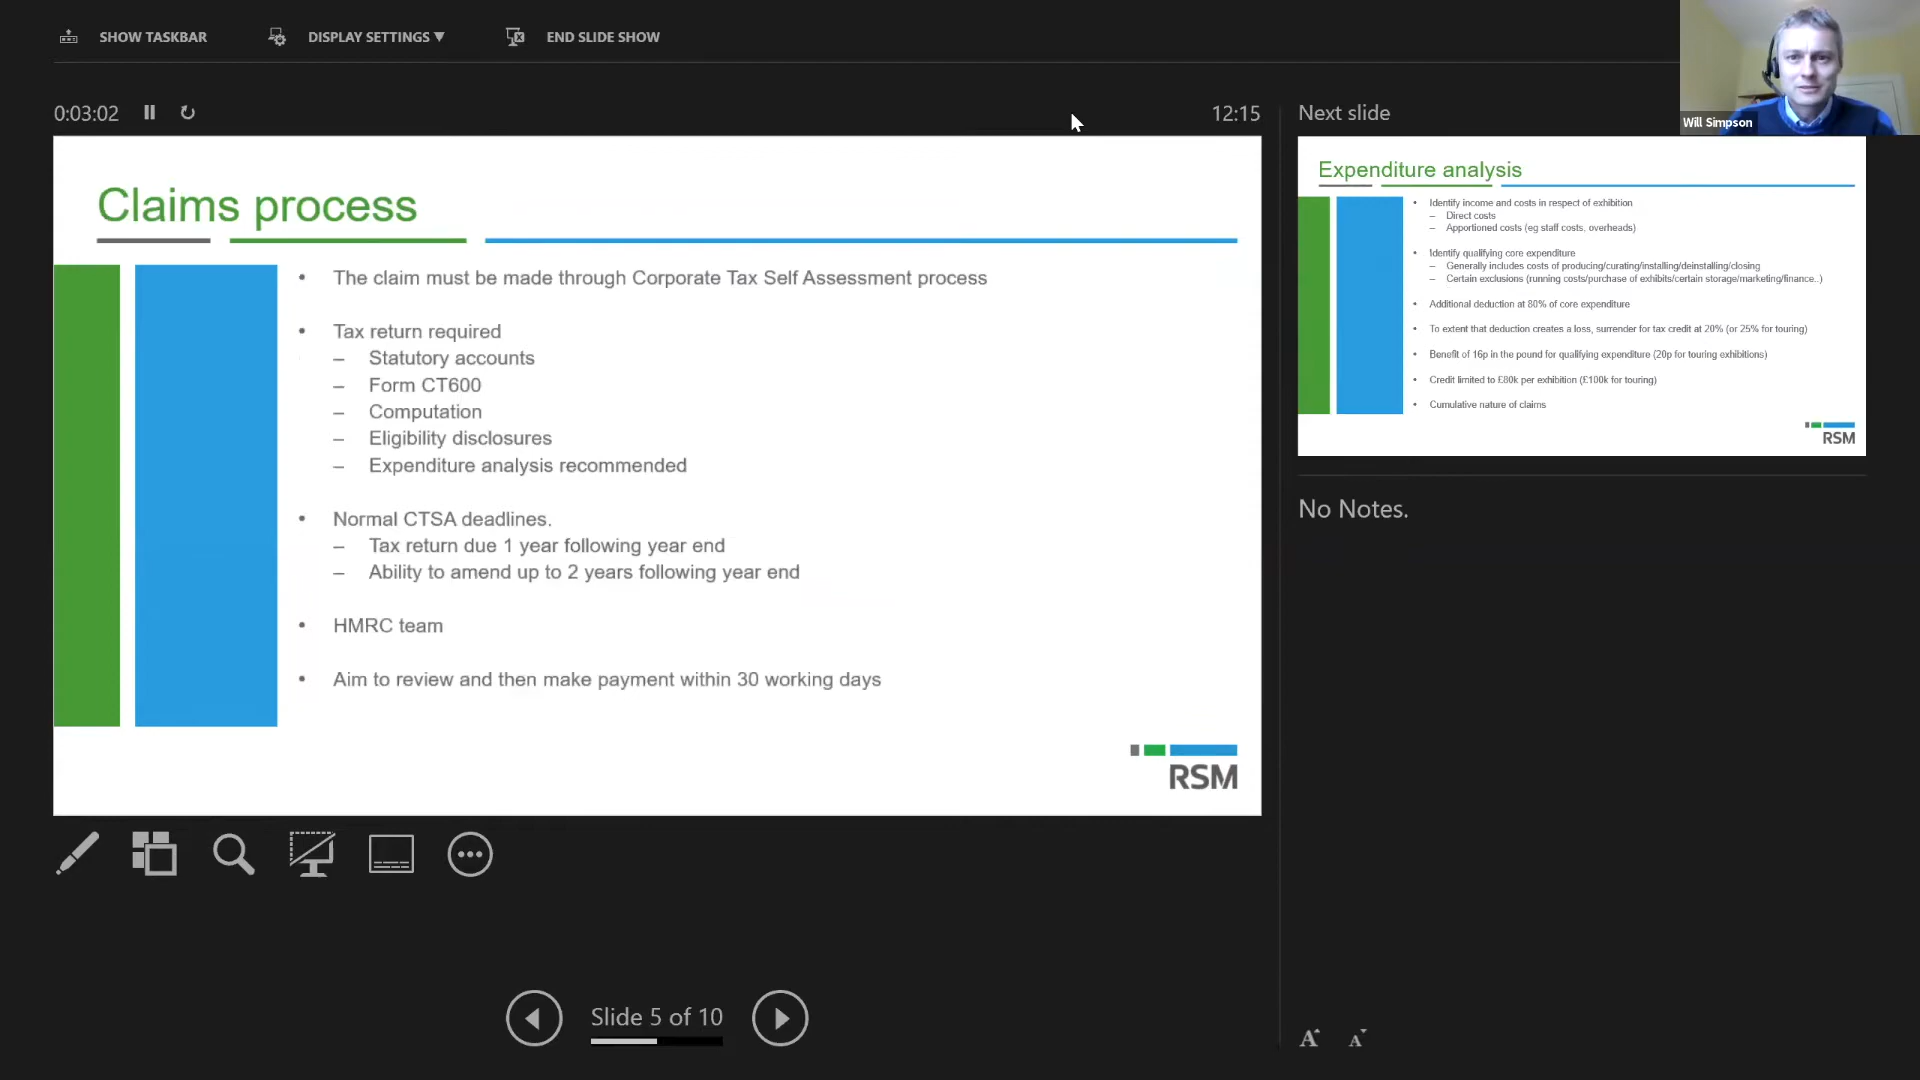 SHOW TASKBAR
DISPLAY SETTINGS ▼
END SLIDE SHOW
Will Simpson
0:03:02
12:15
Claims process
• The claim must be made through Corporate Tax Self Assessment process
• Tax return required
– Statutory accounts
– Form CT600
– Computation
– Eligibility disclosures
– Expenditure analysis recommended
• Normal CTSA deadlines.
– Tax return due 1 year following year end
– Ability to amend up to 2 years following year end
• HMRC team
• Aim to review and then make payment within 30 working days
RSM
Slide 5 of 10
Next slide
Expenditure analysis
• Identify income and costs in respect of exhibition
– Direct costs
– Apportioned costs (eg staff costs, overheads)
• Identify qualifying core expenditure
– Generally includes costs of producing/curating/installing/deinstalling/closing
– Certain exclusions (running costs/purchase of exhibits/certain storage/marketing/finance..)
• Additional deduction at 80% of core expenditure
• To extent that deduction creates a loss, surrender for tax credit at 20% (or 25% for touring)
• Benefit of 16p in the pound for qualifying expenditure (20p for touring exhibitions)
• Credit limited to £80k per exhibition (£100k for touring)
• Cumulative nature of claims
RSM
No Notes.
A A